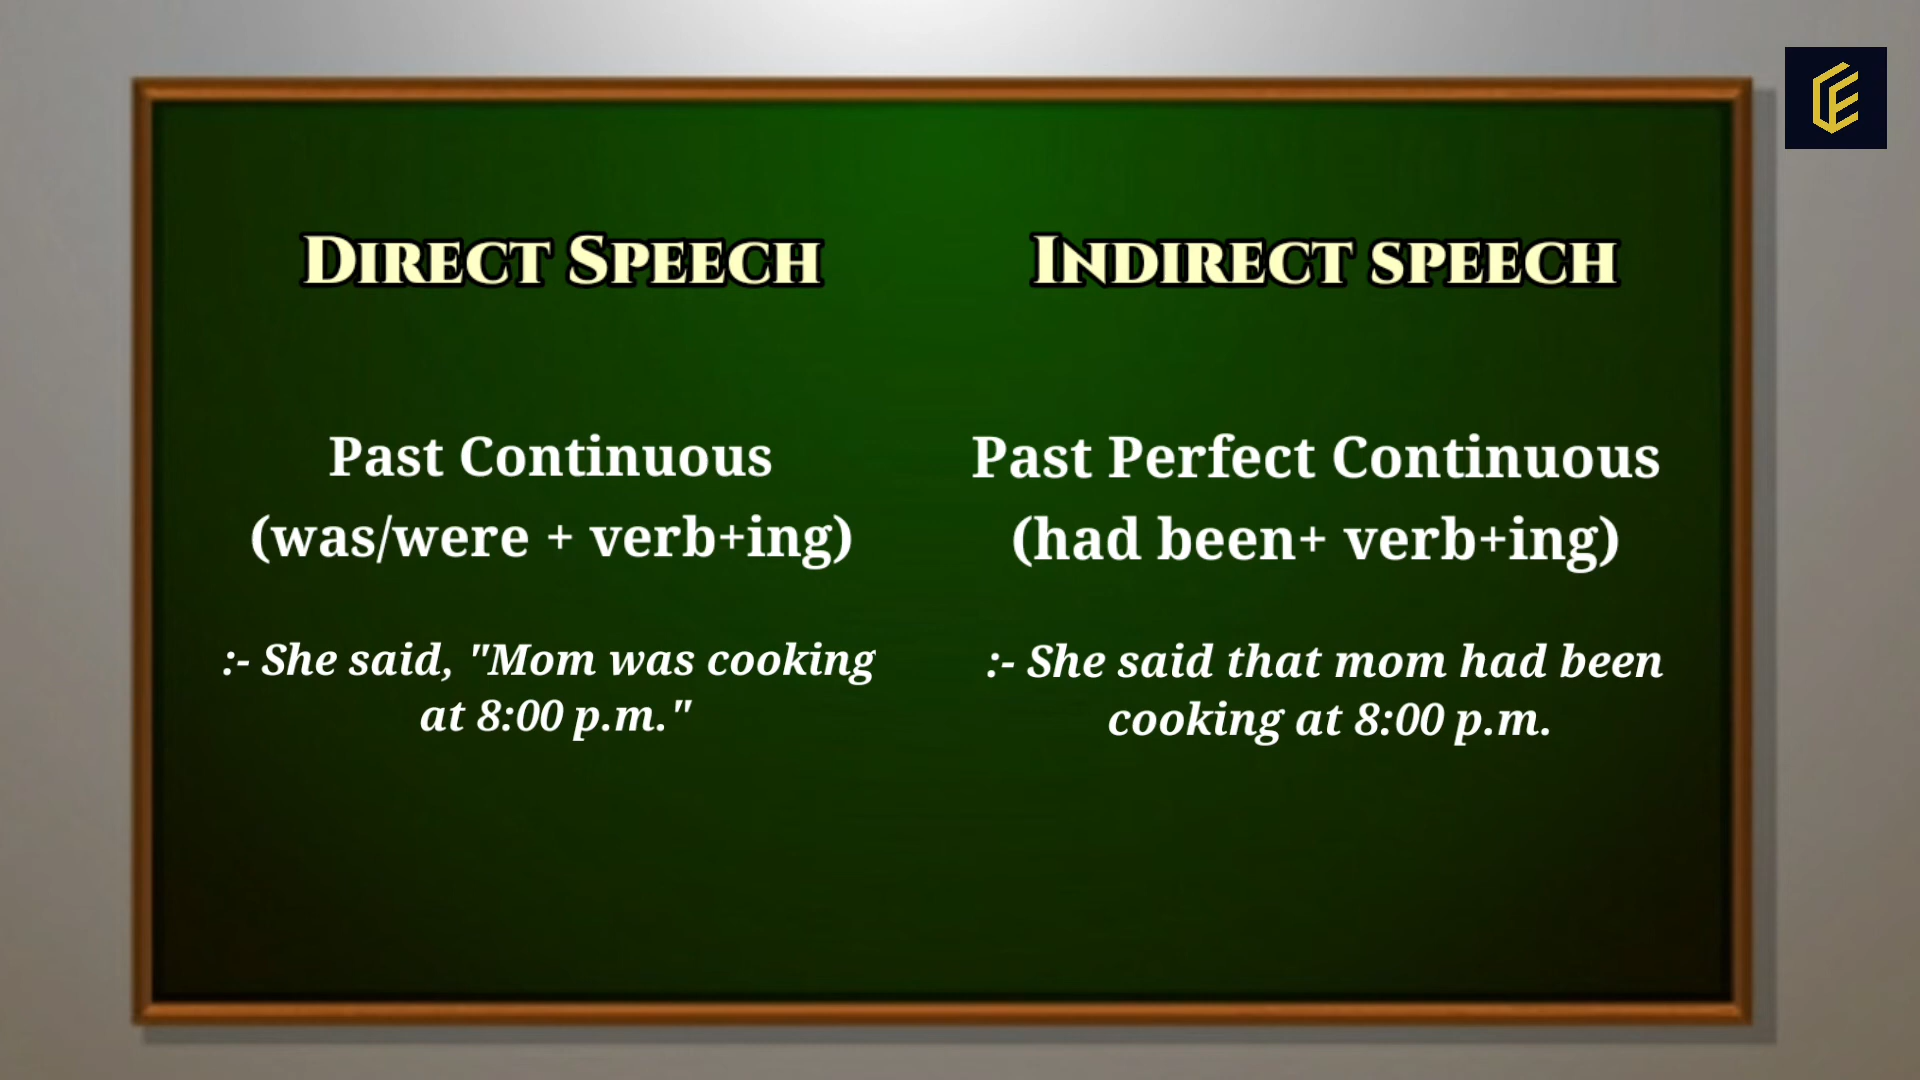 Direct Speech
Past Continuous
(was/were + verb+ing)
:- She said, "Mom was cooking
at 8:00 p.m."
Indirect speech
Past Perfect Continuous
(had been+ verb+ing)
:- She said that mom had been
cooking at 8:00 p.m.